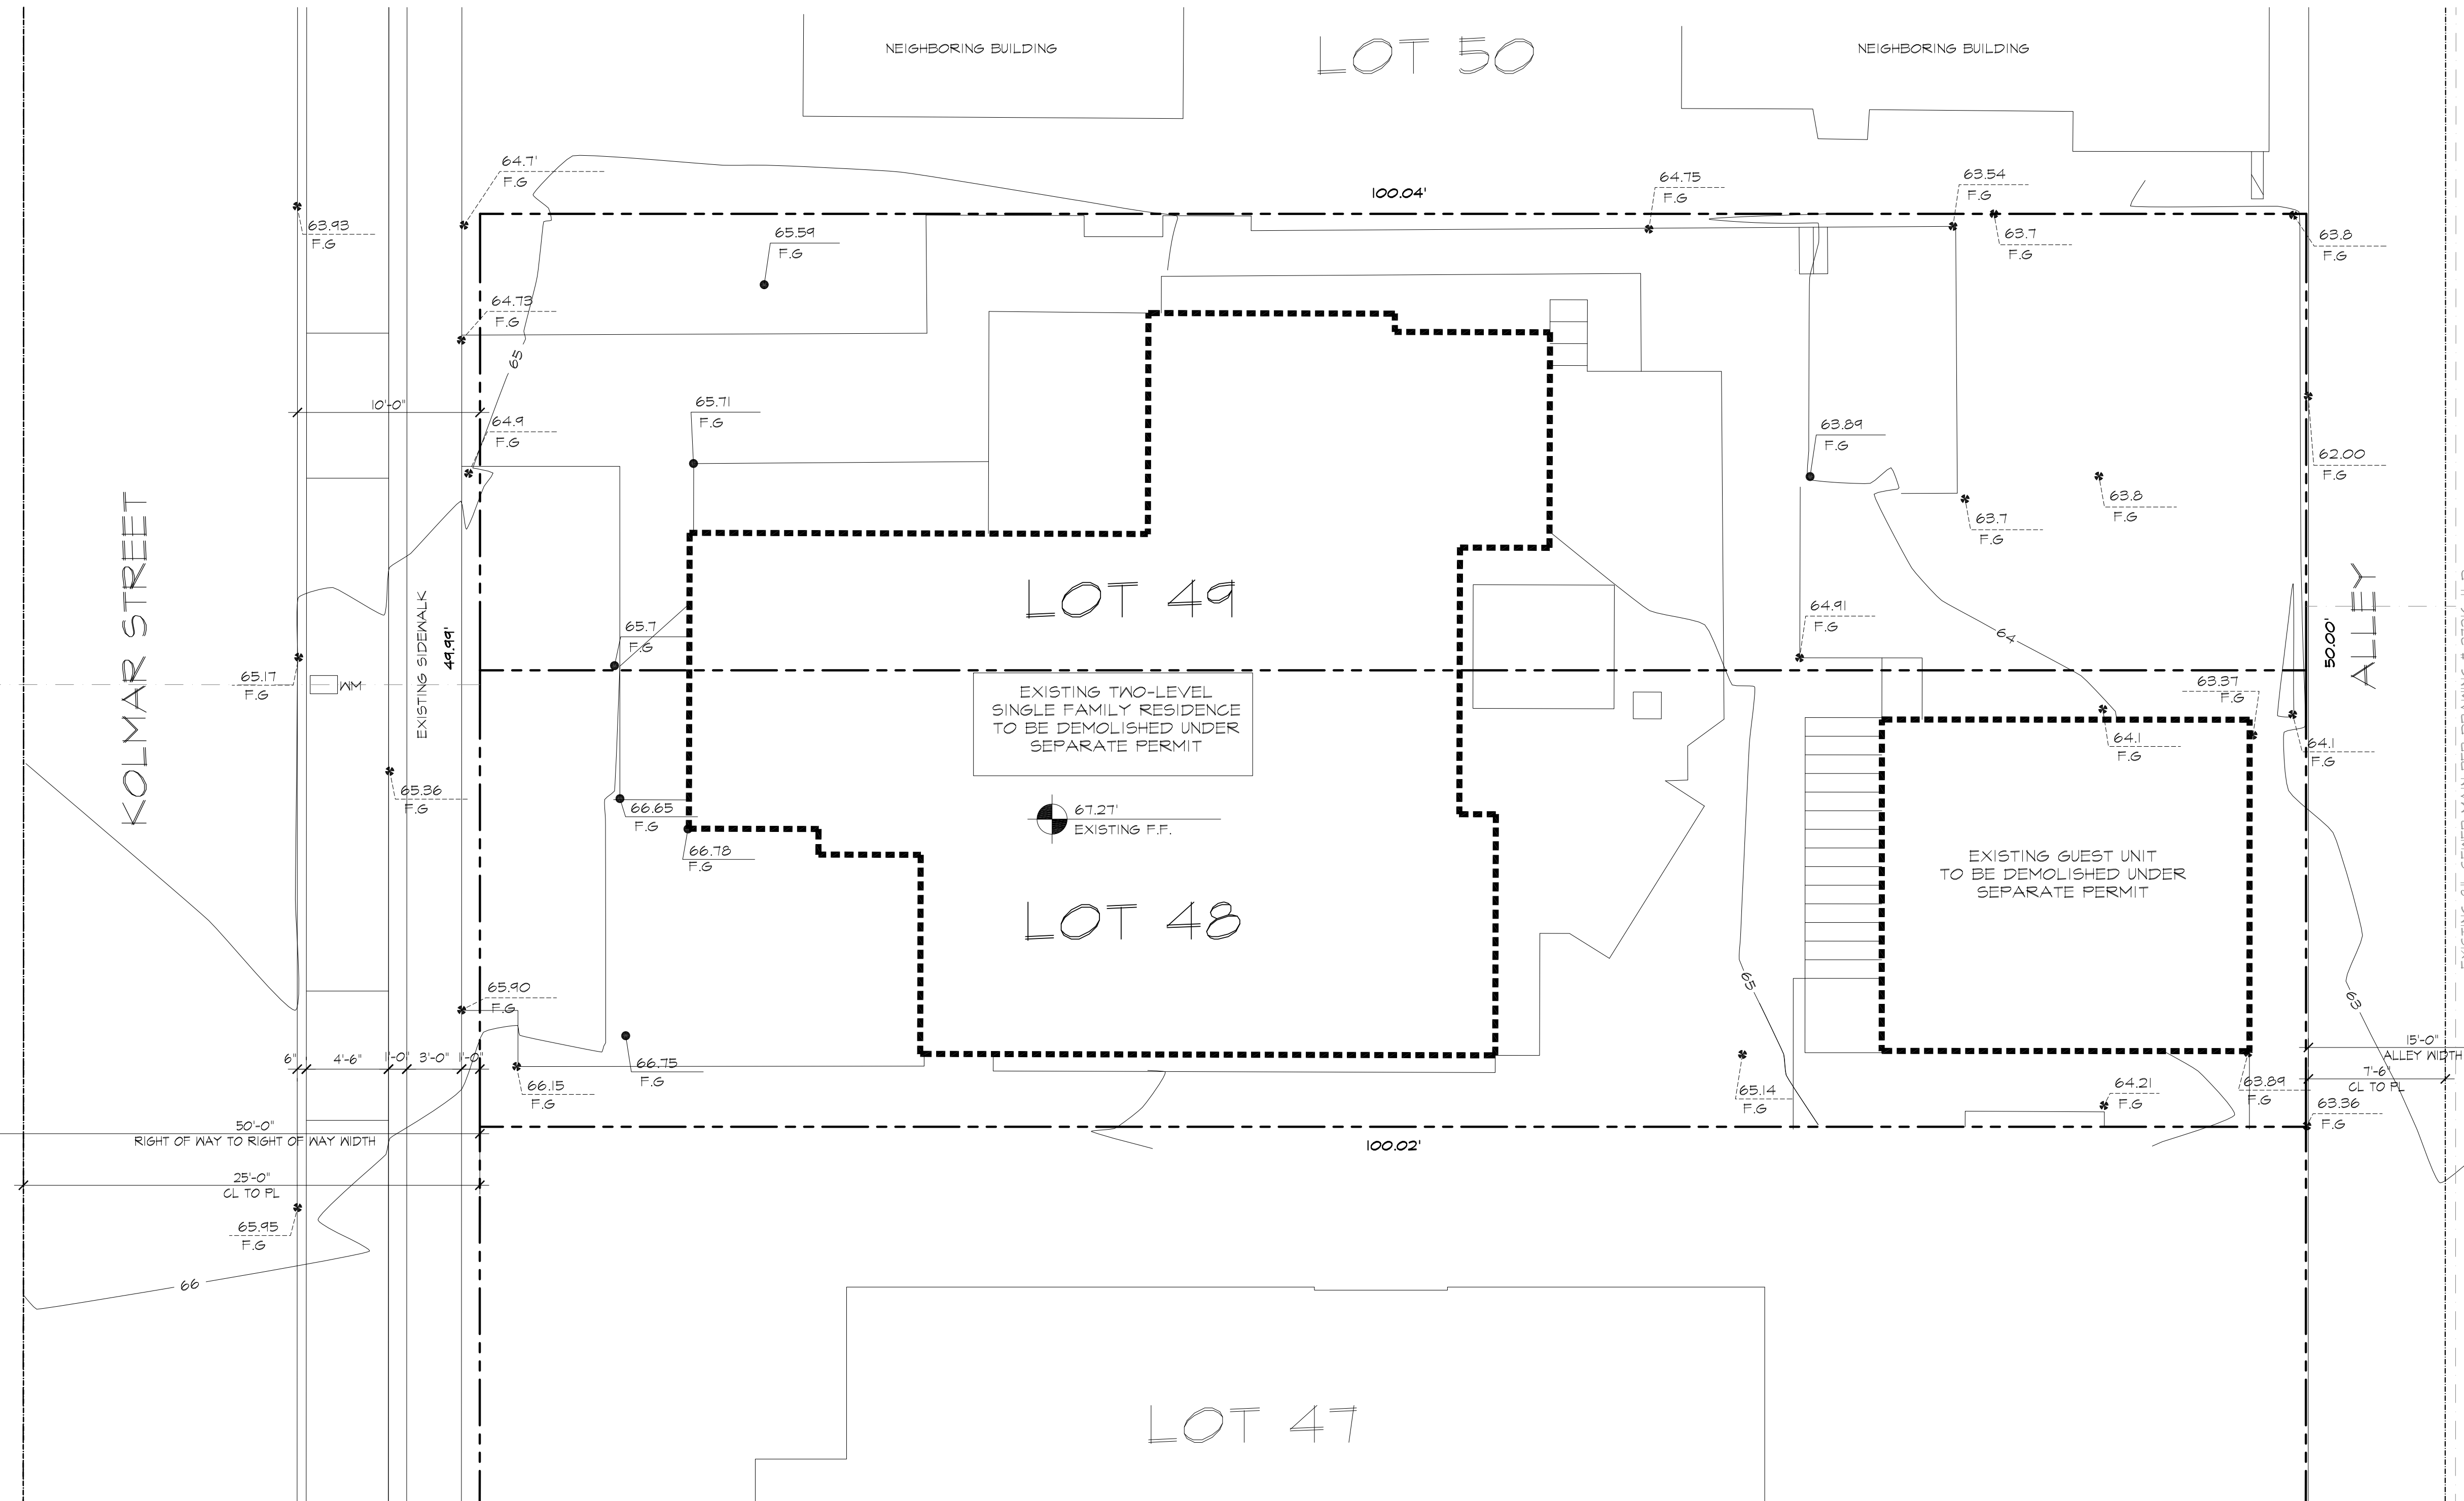 NEIGHBORING BUILDING
LOT 50
NEIGHBORING BUILDING
64.7'
F.G
100.04'
64.75
F.G
63.54
F.G
63.93
F.G
65.59
F.G
63.7
F.G
63.8
F.G
64.73
F.G
65
10'-0"
65.71
F.G
64.9
F.G
63.89
F.G
62.00
F.G
63.8
F.G
63.7
F.G
KOLMAR STREET
EXISTING SIDEWALK
49.99'
LOT 49
65.7
F.G
64.91
F.G
64
50.00'
ALLEY
65.17
F.G
WM
EXISTING TWO-LEVEL
SINGLE FAMILY RESIDENCE
TO BE DEMOLISHED UNDER
SEPARATE PERMIT
63.37
F.G
64.1
F.G
64.1
F.G
65.36
F.G
66.65
F.G
67.27'
EXISTING F.F.
66.78
F.G
EXISTING GUEST UNIT
TO BE DEMOLISHED UNDER
SEPARATE PERMIT
LOT 48
65.90
F.G
65
63
6"
4'-6"
1'-0"
3'-0"
1'-0"
66.75
F.G
66.15
F.G
65.14
F.G
64.21
F.G
63.89
F.G
63.36
F.G
15'-0"
ALLEY WIDTH
7'-6"
CL TO PL
50'-0"
RIGHT OF WAY TO RIGHT OF WAY WIDTH
100.02'
25'-0"
CL TO PL
65.95
F.G
66
LOT 47